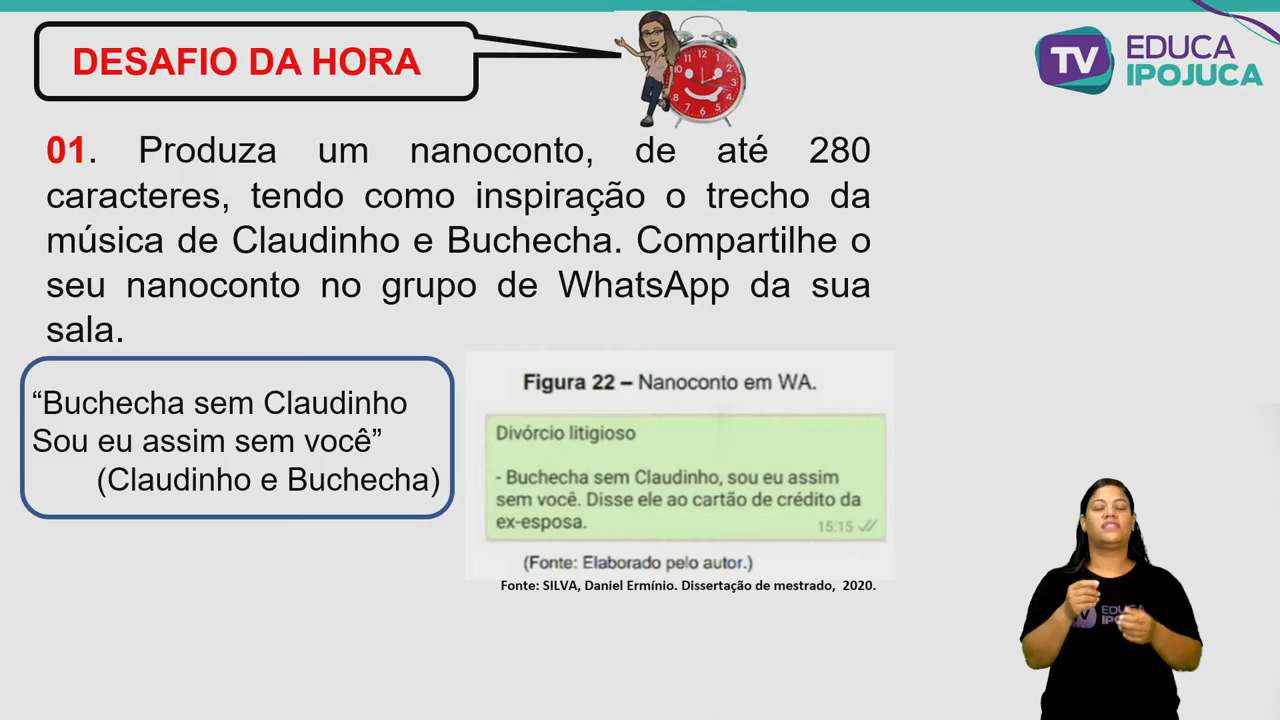 DESAFIO DA HORA
TV EDUCA
IPOJUCA
01. Produza um nanoconto, de até 280
caracteres, tendo como inspiração o trecho da
música de Claudinho e Buchecha. Compartilhe o
seu nanoconto no grupo de WhatsApp da sua
sala.
“Buchecha sem Claudinho
Sou eu assim sem você”
(Claudinho e Buchecha)
Figura 22 – Nanoconto em WA.
Divórcio litigioso
- Buchecha sem Claudinho, sou eu assim
sem você. Disse ele ao cartão de crédito da
ex-esposa.
15:15
(Fonte: Elaborado pelo autor.)
Fonte: SILVA, Daniel Ermínio. Dissertação de mestrado, 2020.